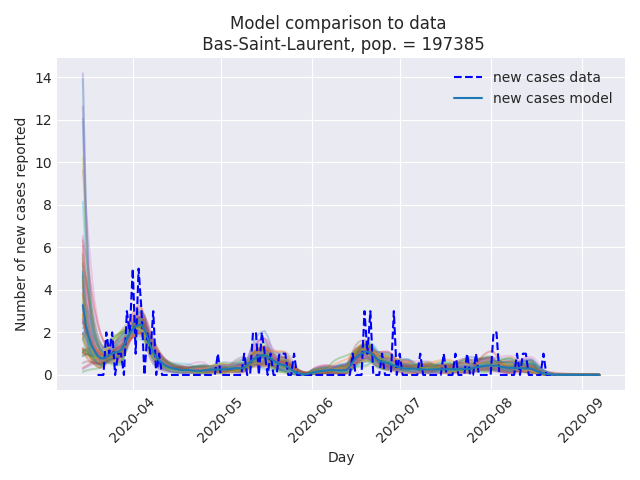 Model comparison to data
Bas-Saint-Laurent, pop. = 197385
new cases data
new cases model
Number of new cases reported
14
12
10
8
6
4
2
0
2020-04
2020-05
2020-06
2020-07
2020-08
2020-09
Day